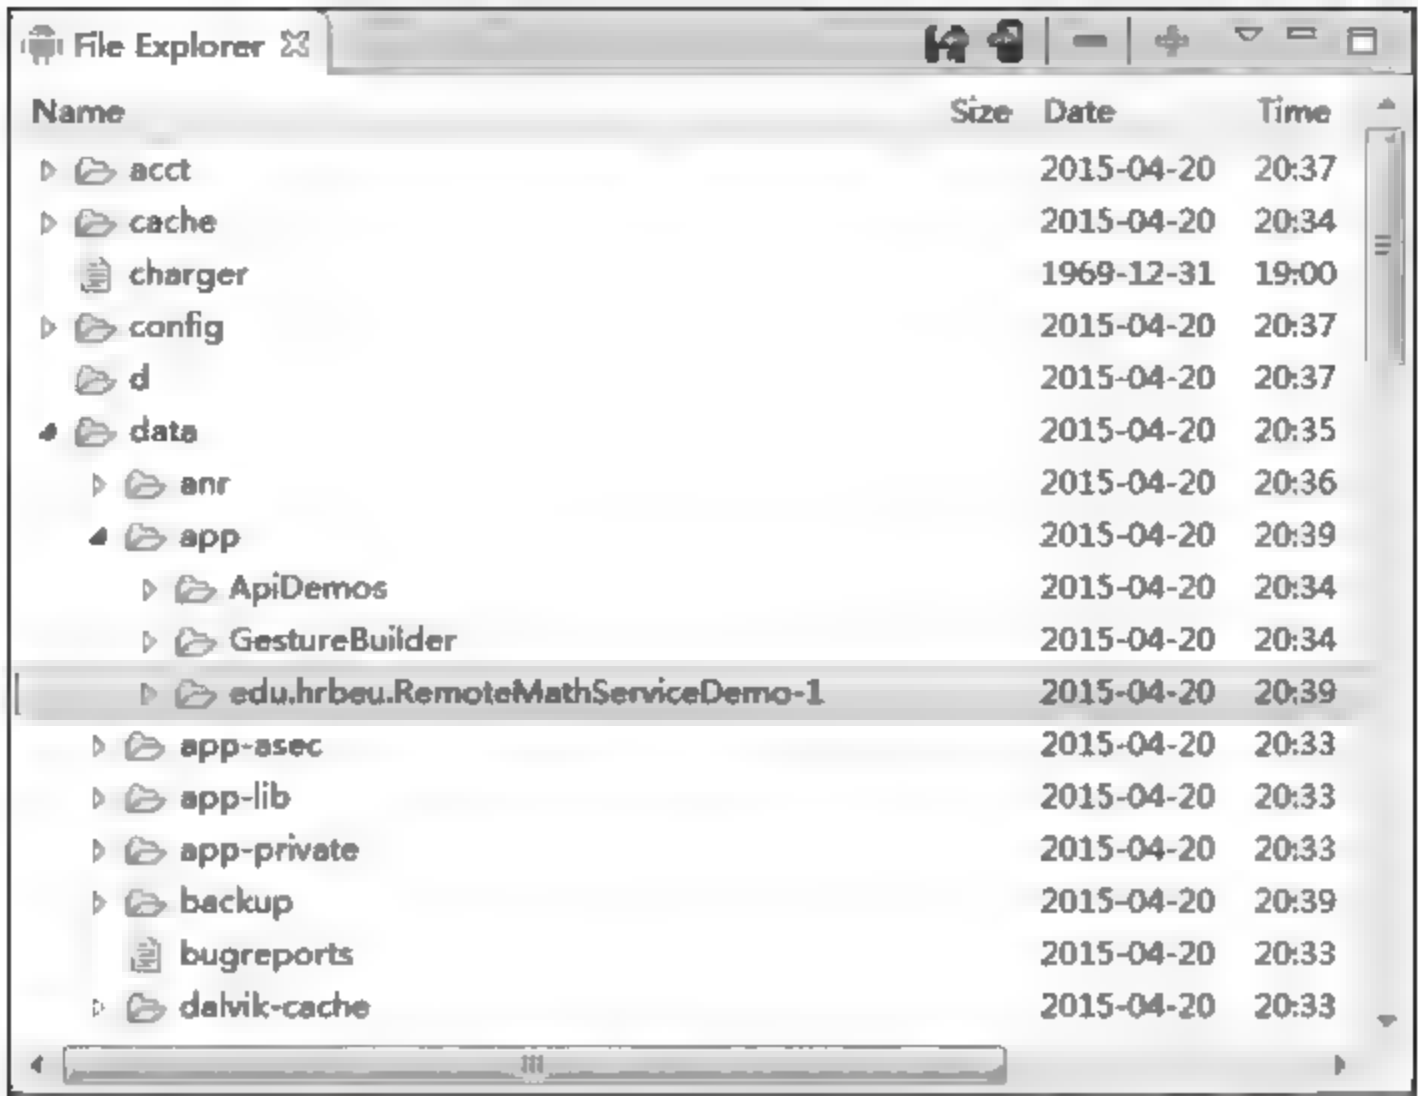 File Explorer
Name Size Date Time
acct 2015-04-20 20:37
cache 2015-04-20 20:34
charger 1969-12-31 19:00
config 2015-04-20 20:37
d 2015-04-20 20:37
data 2015-04-20 20:35
anr 2015-04-20 20:36
app 2015-04-20 20:39
ApiDemos 2015-04-20 20:34
GestureBuilder 2015-04-20 20:34
edu.hrbeu.RemoteMathServiceDemo-1 2015-04-20 20:39
app-asec 2015-04-20 20:33
app-lib 2015-04-20 20:33
app-private 2015-04-20 20:33
backup 2015-04-20 20:39
bugreports 2015-04-20 20:33
dalvik-cache 2015-04-20 20:33